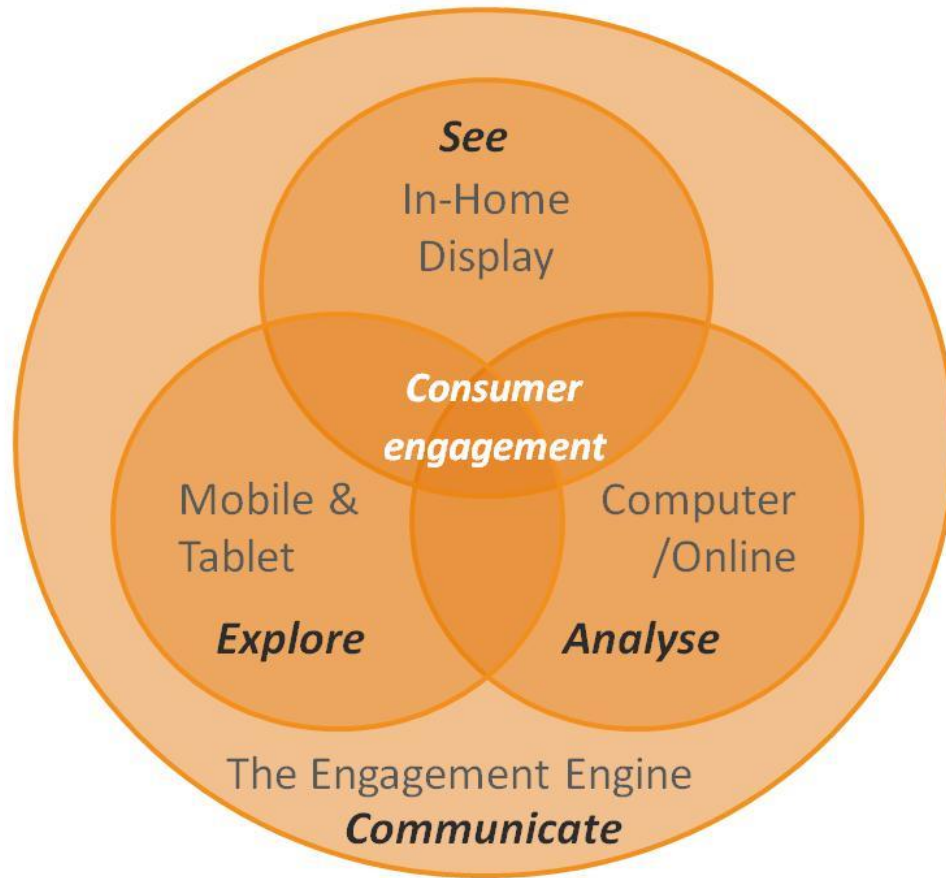 See
In-Home
Display
Consumer
engagement
Mobile &
Tablet
Explore
Computer
/Online
Analyse
The Engagement Engine
Communicate